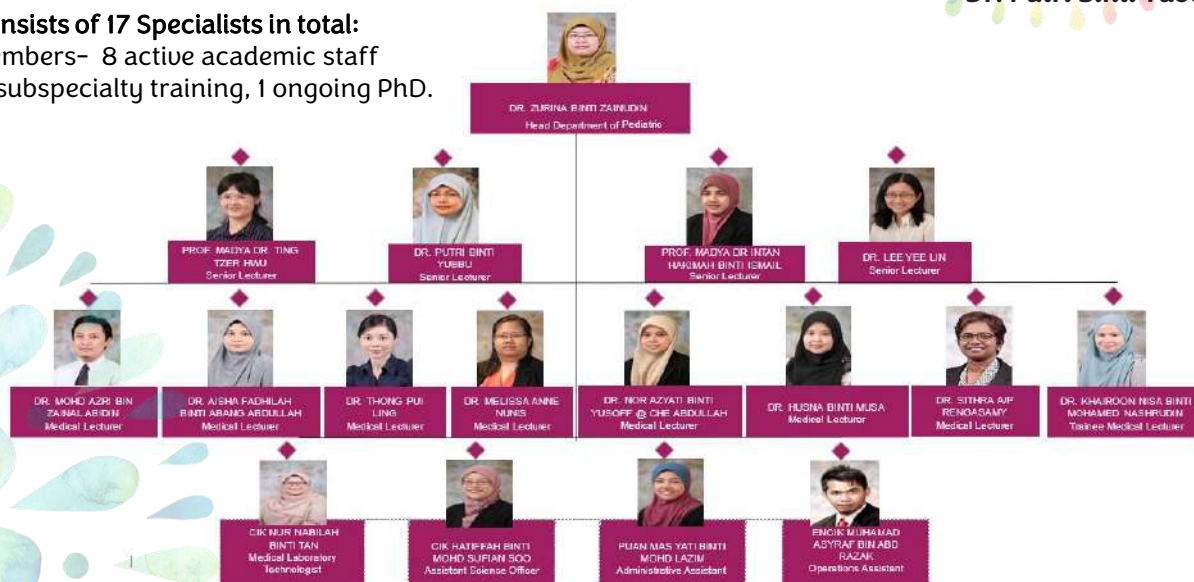 nsists of 17 Specialists in total:
embers- 8 active academic staff
subspecialty training, 1 ongoing PhD.
DR. ZURINA BINTI ZAINUDIN
Head Department of Pediatric
PROF. MADYA DR. TING
TZER HWU
Senior Lecturer
DR. PUTRI BINTI
YUBBU
Senior Lecturer
PROF. MADYA DR INTAN
HAKIMAH BINTI ISMAIL
Senior Lecturer
DR. LEE YEE LIN
Senior Lecturer
DR. MOHD AZRI BIN
ZAINAL ABIDIN
Medical Lecturer
DR. AISHA FADHILAH
BINTI ABANG ABDULLAH
Medical Lecturer
DR. THONG PUI
LING
Medical Lecturer
DR. MELISSA ANNE
NUNIS
Medical Lecturer
DR. NOR AZYATI BINTI
YUSOFF @ CHE ABDULLAH
Medical Lecturer
DR. HUSNA BINTI MUSA
Medical Lecturer
DR. SITHRA A/P
RENGASAMY
Medical Lecturer
DR. KHAIROON NISA BINTI
MOHAMED NASHRUDIN
Trainee Medical Lecturer
CIK NUR NABILAH
BINTI TAN
Medical Laboratory
Technologist
CIK HATIFFAH BINTI
MOHD SUFIAN SOO
Assistant Science Officer
PUAN MAS YATI BINTI
MOHD LAZIM
Administrative Assistant
ENCIK MUHAMAD
ASYRAF BIN ABD
RAZAK
Operations Assistant